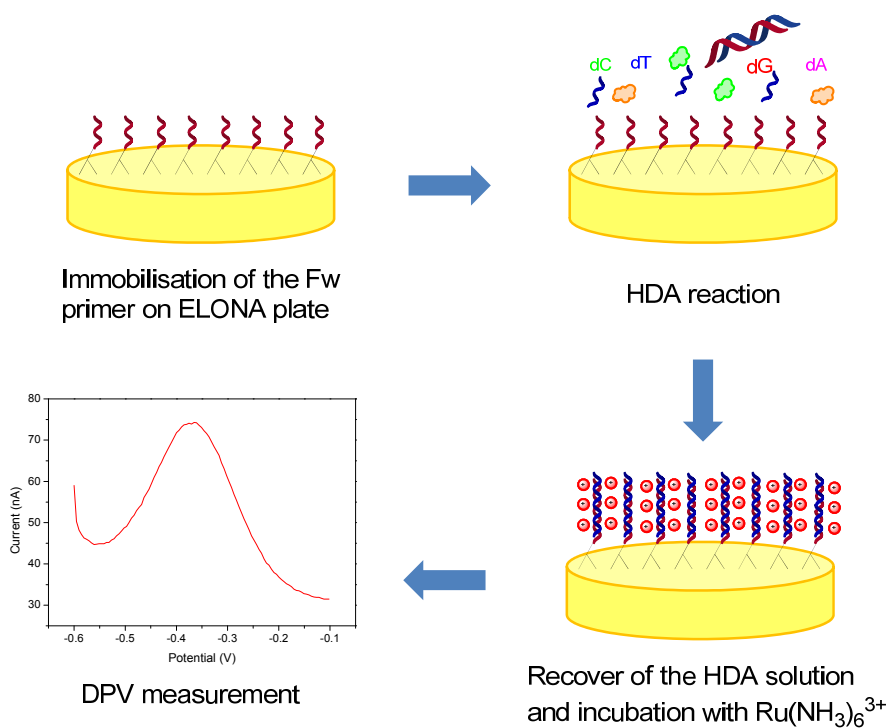 dC dT dG dA
Immobilisation of the Fw
primer on ELONA plate
HDA reaction
80
70
60
50
40
30
Current (nA)
-0.6 -0.5 -0.4 -0.3 -0.2 -0.1
Potential (V)
DPV measurement
Recover of the HDA solution
and incubation with Ru(NH₃)₆³⁺